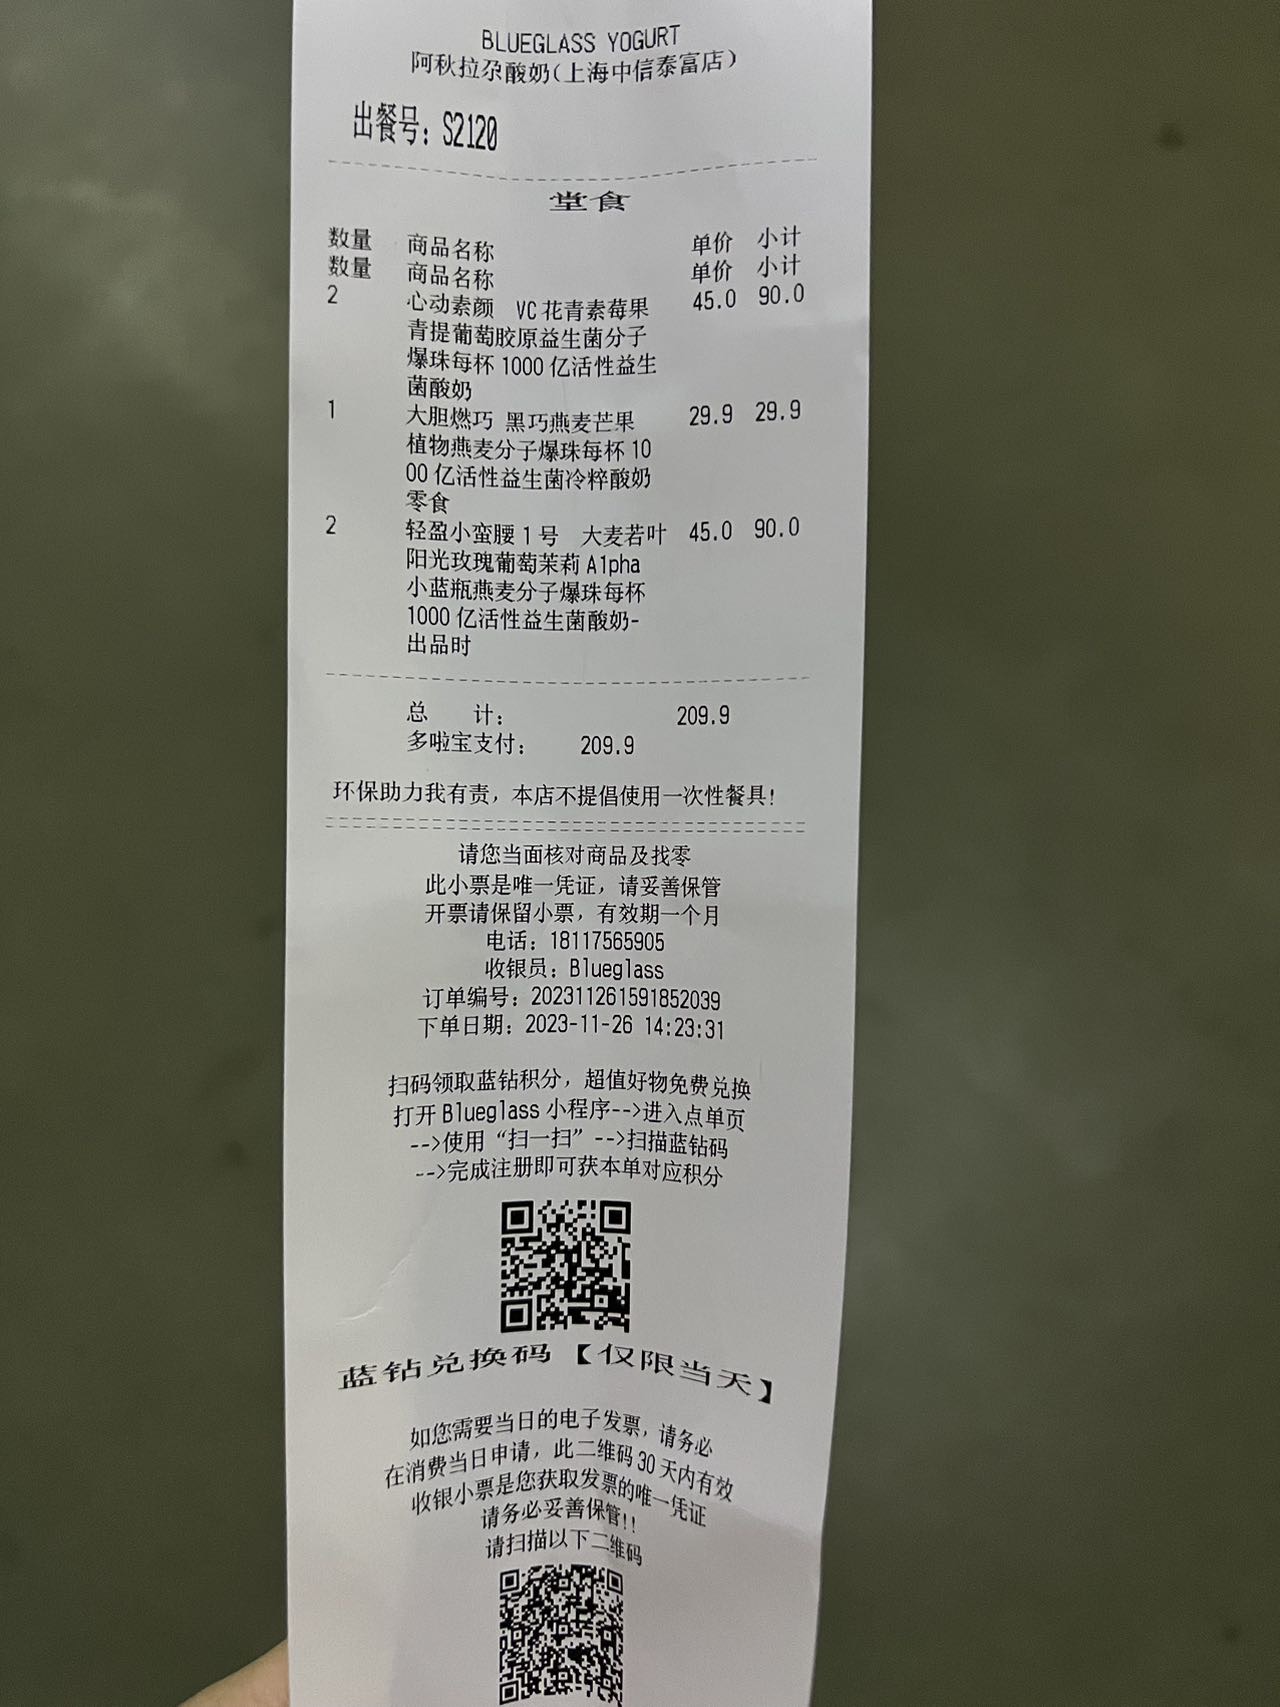 BLUEGLASS YOGURT
阿秋拉尕酸奶(上海中信泰富店)
出餐号: S2120
堂食
数量 商品名称 单价 小计
数量 商品名称 单价 小计
2 心动素颜 VC花青素莓果 45.0 90.0
青提葡萄胶原益生菌分子
爆珠每杯1000亿活性益生
菌酸奶
1 大胆燃巧 黑巧燕麦芒果 29.9 29.9
植物燕麦分子爆珠每杯10
00亿活性益生菌冷粹酸奶
零食
2 轻盈小蛮腰1号 大麦若叶 45.0 90.0
阳光玫瑰葡萄茉莉Alpha
小蓝瓶燕麦分子爆珠每杯
1000亿活性益生菌酸奶-
出品时
总 计: 209.9
多啦宝支付: 209.9
环保助力我有责，本店不提倡使用一次性餐具!
请您当面核对商品及找零
此小票是唯一凭证，请妥善保管
开票请保留小票，有效期一个月
电话: 18117565905
收银员: Blueglass
订单编号: 202311261591852039
下单日期: 2023-11-26 14:23:31
扫码领取蓝钻积分，超值好物免费兑换
打开Blueglass小程序-->进入点单页
-->使用“扫一扫”-->扫描蓝钻码
-->完成注册即可获本单对应积分
蓝钻兑换码【仅限当天】
如您需要当日的电子发票，请务必
在消费当日申请，此二维码30天内有效
收银小票是您获取发票的唯一凭证
请务必妥善保管!!
请扫描以下二维码